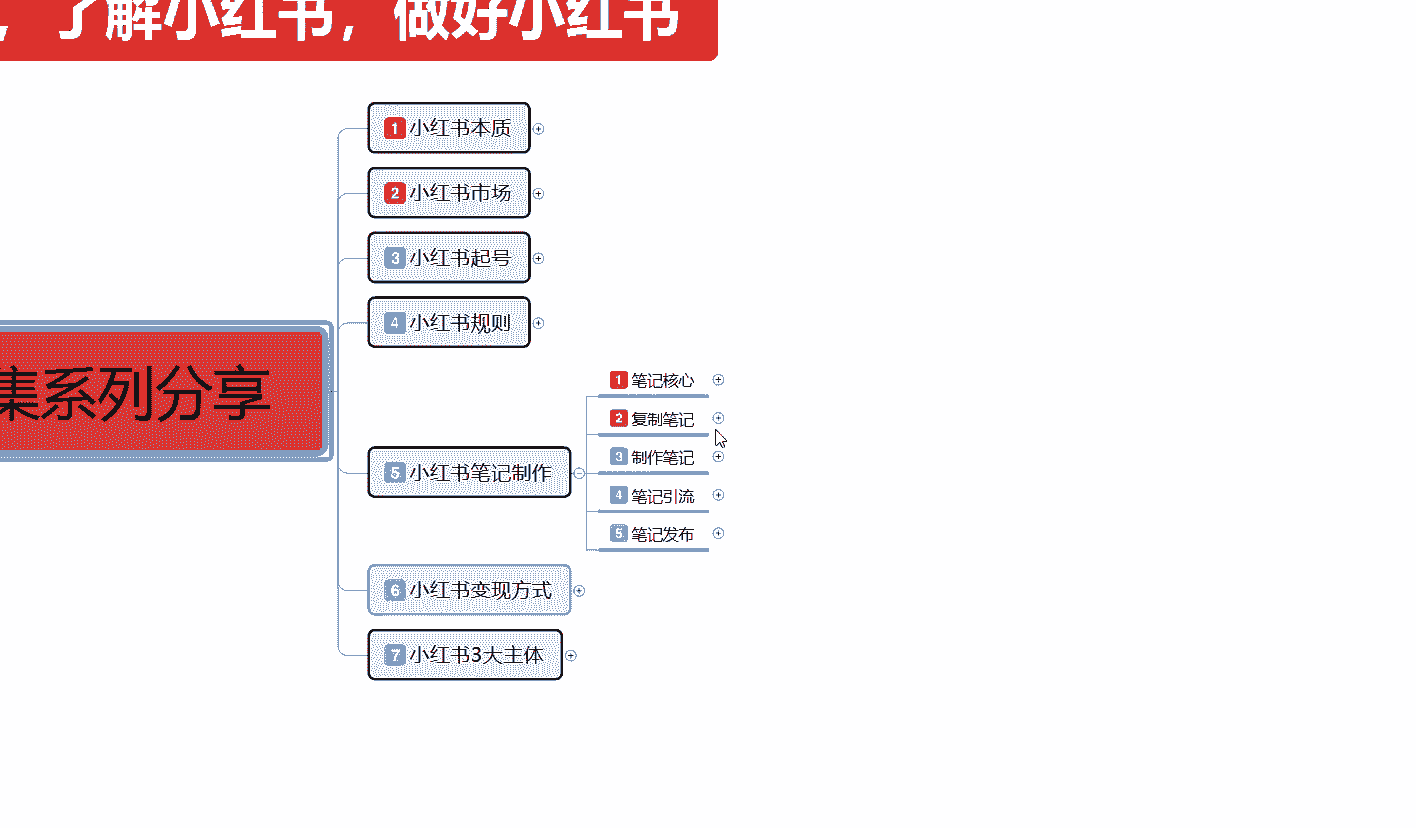 ，了解小红书，做好小红书
1 小红书本质
2 小红书市场
3 小红书起号
4 小红书规则
集系列分享
5 小红书笔记制作
1 笔记核心
2 复制笔记
3 制作笔记
4 笔记引流
5 笔记发布
6 小红书变现方式
7 小红书3大主体